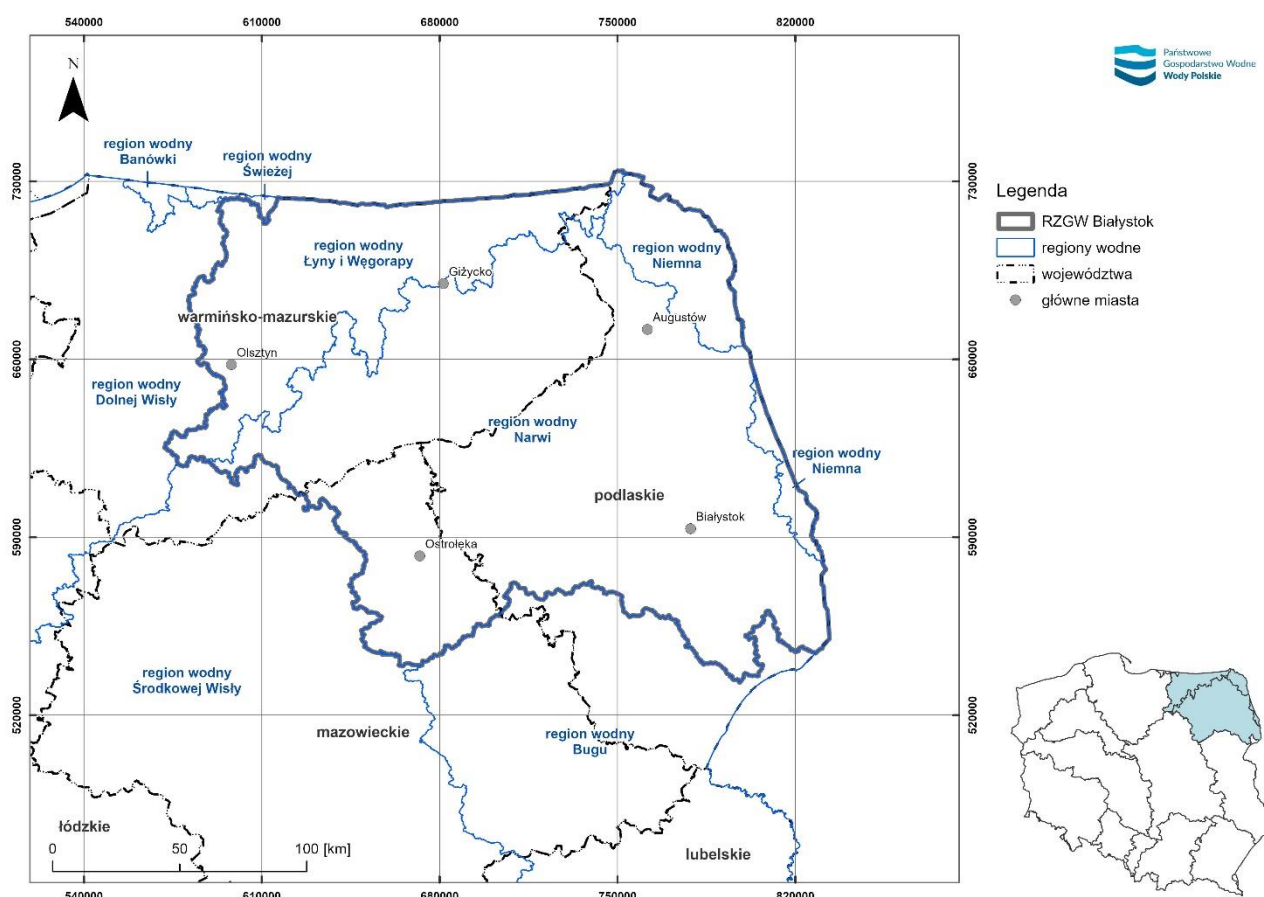 540000 610000 680000 750000 820000
N
Państwowe
Gospodarstwo Wodne
Wody Polskie
region wodny
Banówki
region wodny
Świeżej
730000
730000
Legenda
RZGW Białystok
regiony wodne
województwa
główne miasta
region wodny
Łyny i Węgorapy
region wodny
Niemna
Giżycko
warmińsko-mazurskie
Augustów
Olsztyn
660000
660000
region wodny
Dolnej Wisły
region wodny
Narwi
region wodny
Niemna
podlaskie
Białystok
590000
590000
Ostrołęka
region wodny
Środkowej Wisły
520000
520000
mazowieckie
region wodny
Bugu
łódzkie
lubelskie
0 50 100 [km]
540000 610000 680000 750000 820000